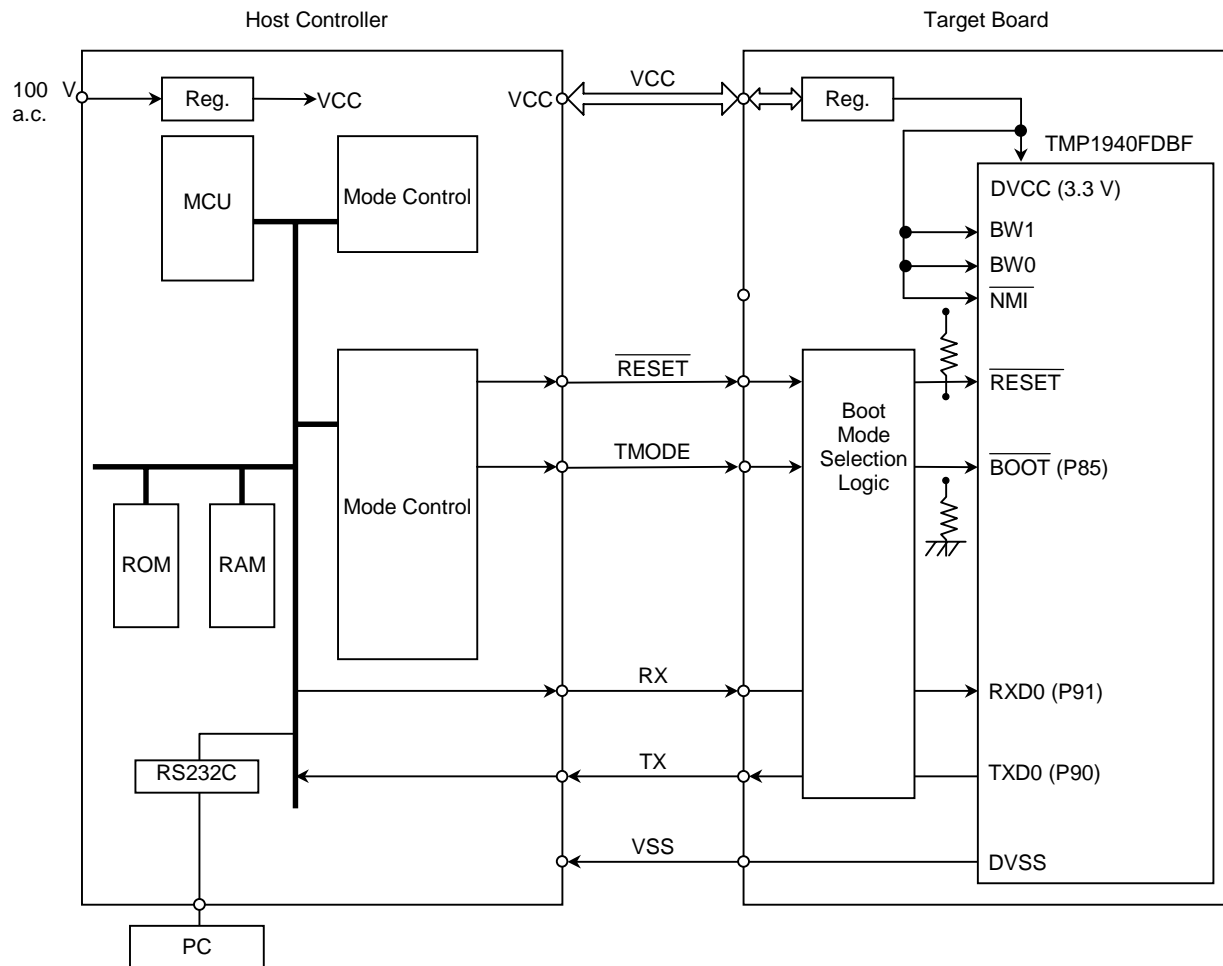 Host Controller
Target Board
100 V
a.c.
Reg.
VCC
VCC
VCC
Reg.
TMP1940FDBF
MCU
Mode Control
DVCC (3.3 V)
BW1
BW0
NMI
RESET
RESET
Boot
Mode
Selection
Logic
TMODE
BOOT (P85)
Mode Control
ROM
RAM
RX
RXD0 (P91)
RS232C
TX
TXD0 (P90)
VSS
DVSS
PC